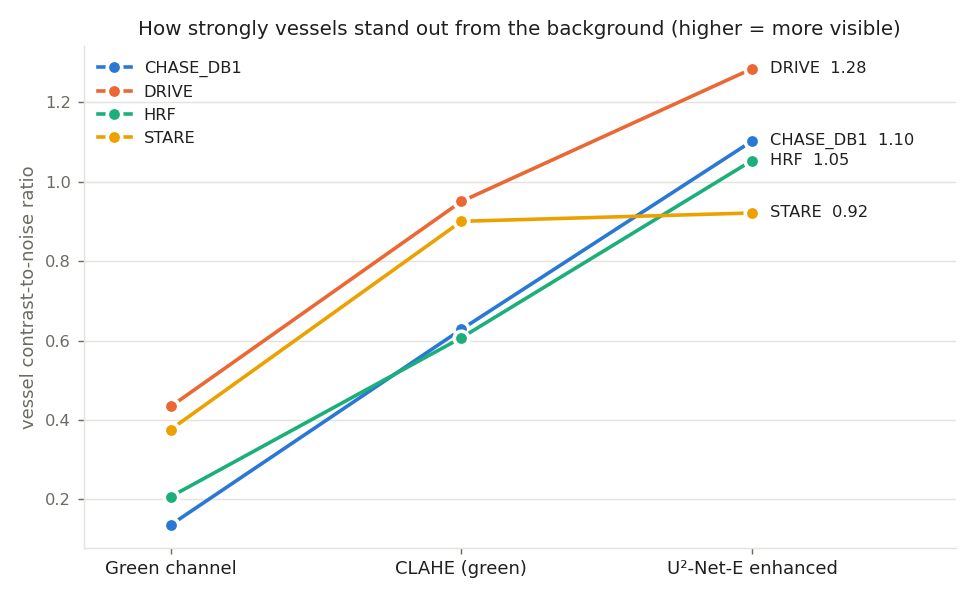 How strongly vessels stand out from the background (higher = more visible)
CHASE_DB1
DRIVE
HRF
STARE
vessel contrast-to-noise ratio
1.2
1.0
0.8
0.6
0.4
0.2
DRIVE 1.28
CHASE_DB1 1.10
HRF 1.05
STARE 0.92
Green channel
CLAHE (green)
U²-Net-E enhanced